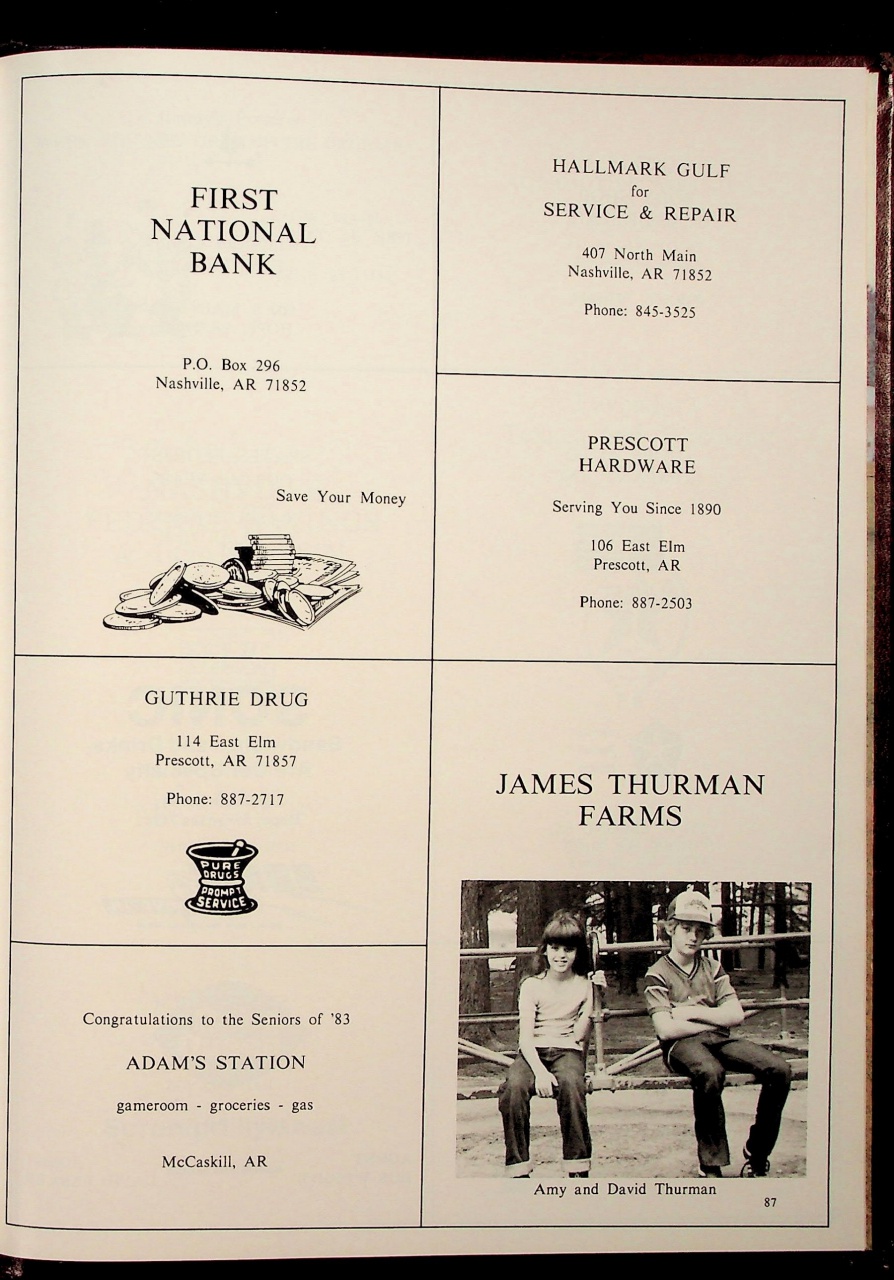 FIRST
NATIONAL
BANK
P.O. Box 296
Nashville, AR 71852
Save Your Money
HALLMARK GULF
for
SERVICE & REPAIR
407 North Main
Nashville, AR 71852
Phone: 845-3525
PRESCOTT
HARDWARE
Serving You Since 1890
106 East Elm
Prescott, AR
Phone: 887-2503
GUTHRIE DRUG
114 East Elm
Prescott, AR 71857
Phone: 887-2717
PURE
DRUGS
PROMPT
SERVICE
Congratulations to the Seniors of '83
ADAM'S STATION
gameroom - groceries - gas
McCaskill, AR
JAMES THURMAN
FARMS
Amy and David Thurman
87